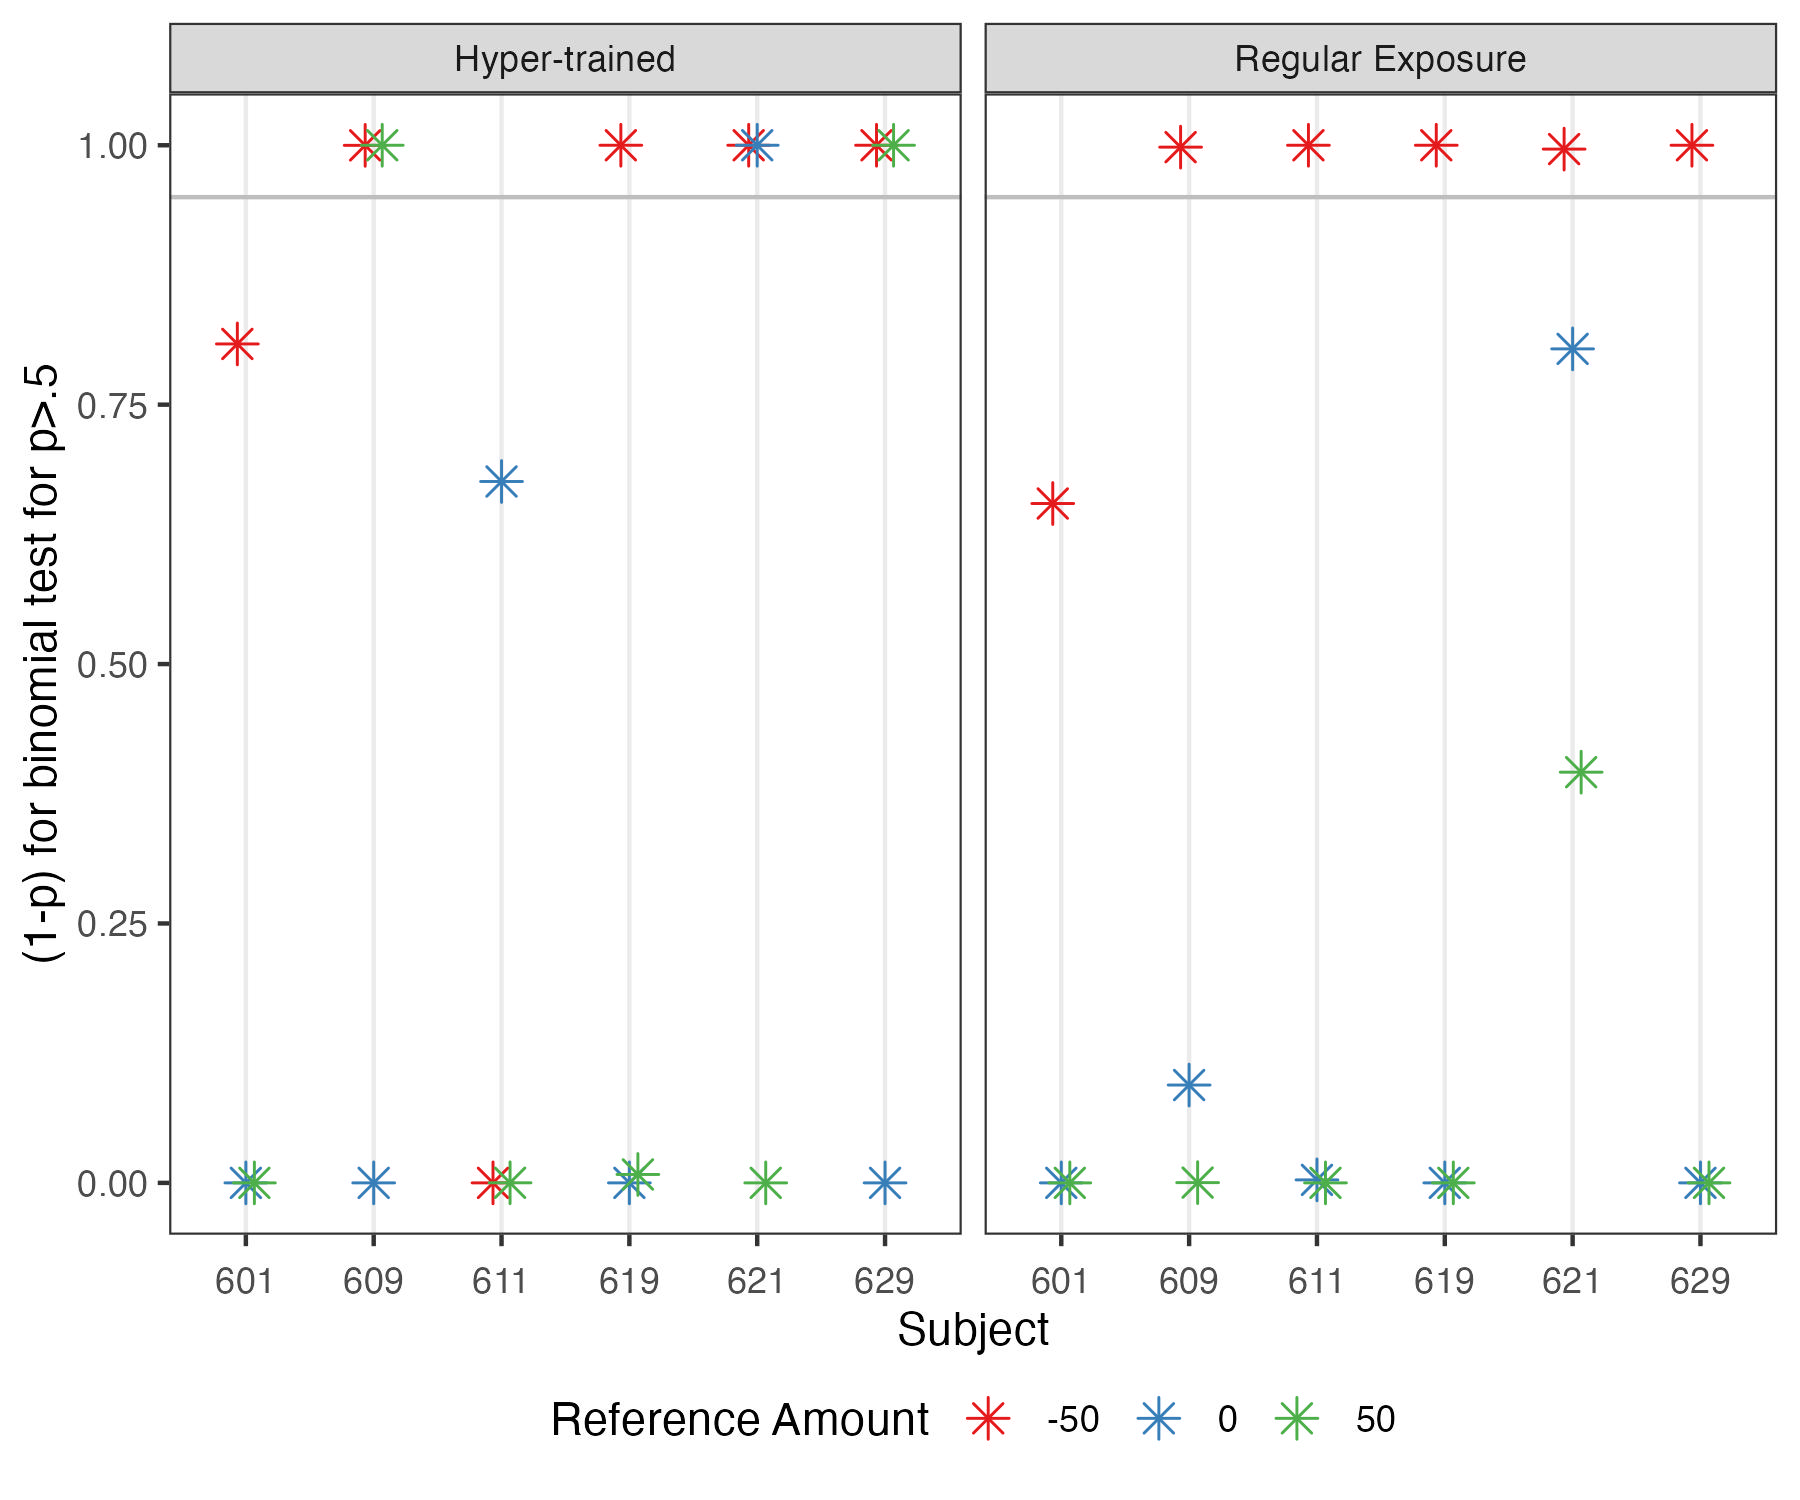 Hyper-trained
Regular Exposure
(1-p) for binomial test for p>.5
1.00
0.75
0.50
0.25
0.00
601 609 611 619 621 629
601 609 611 619 621 629
Subject
Reference Amount -50 0 50